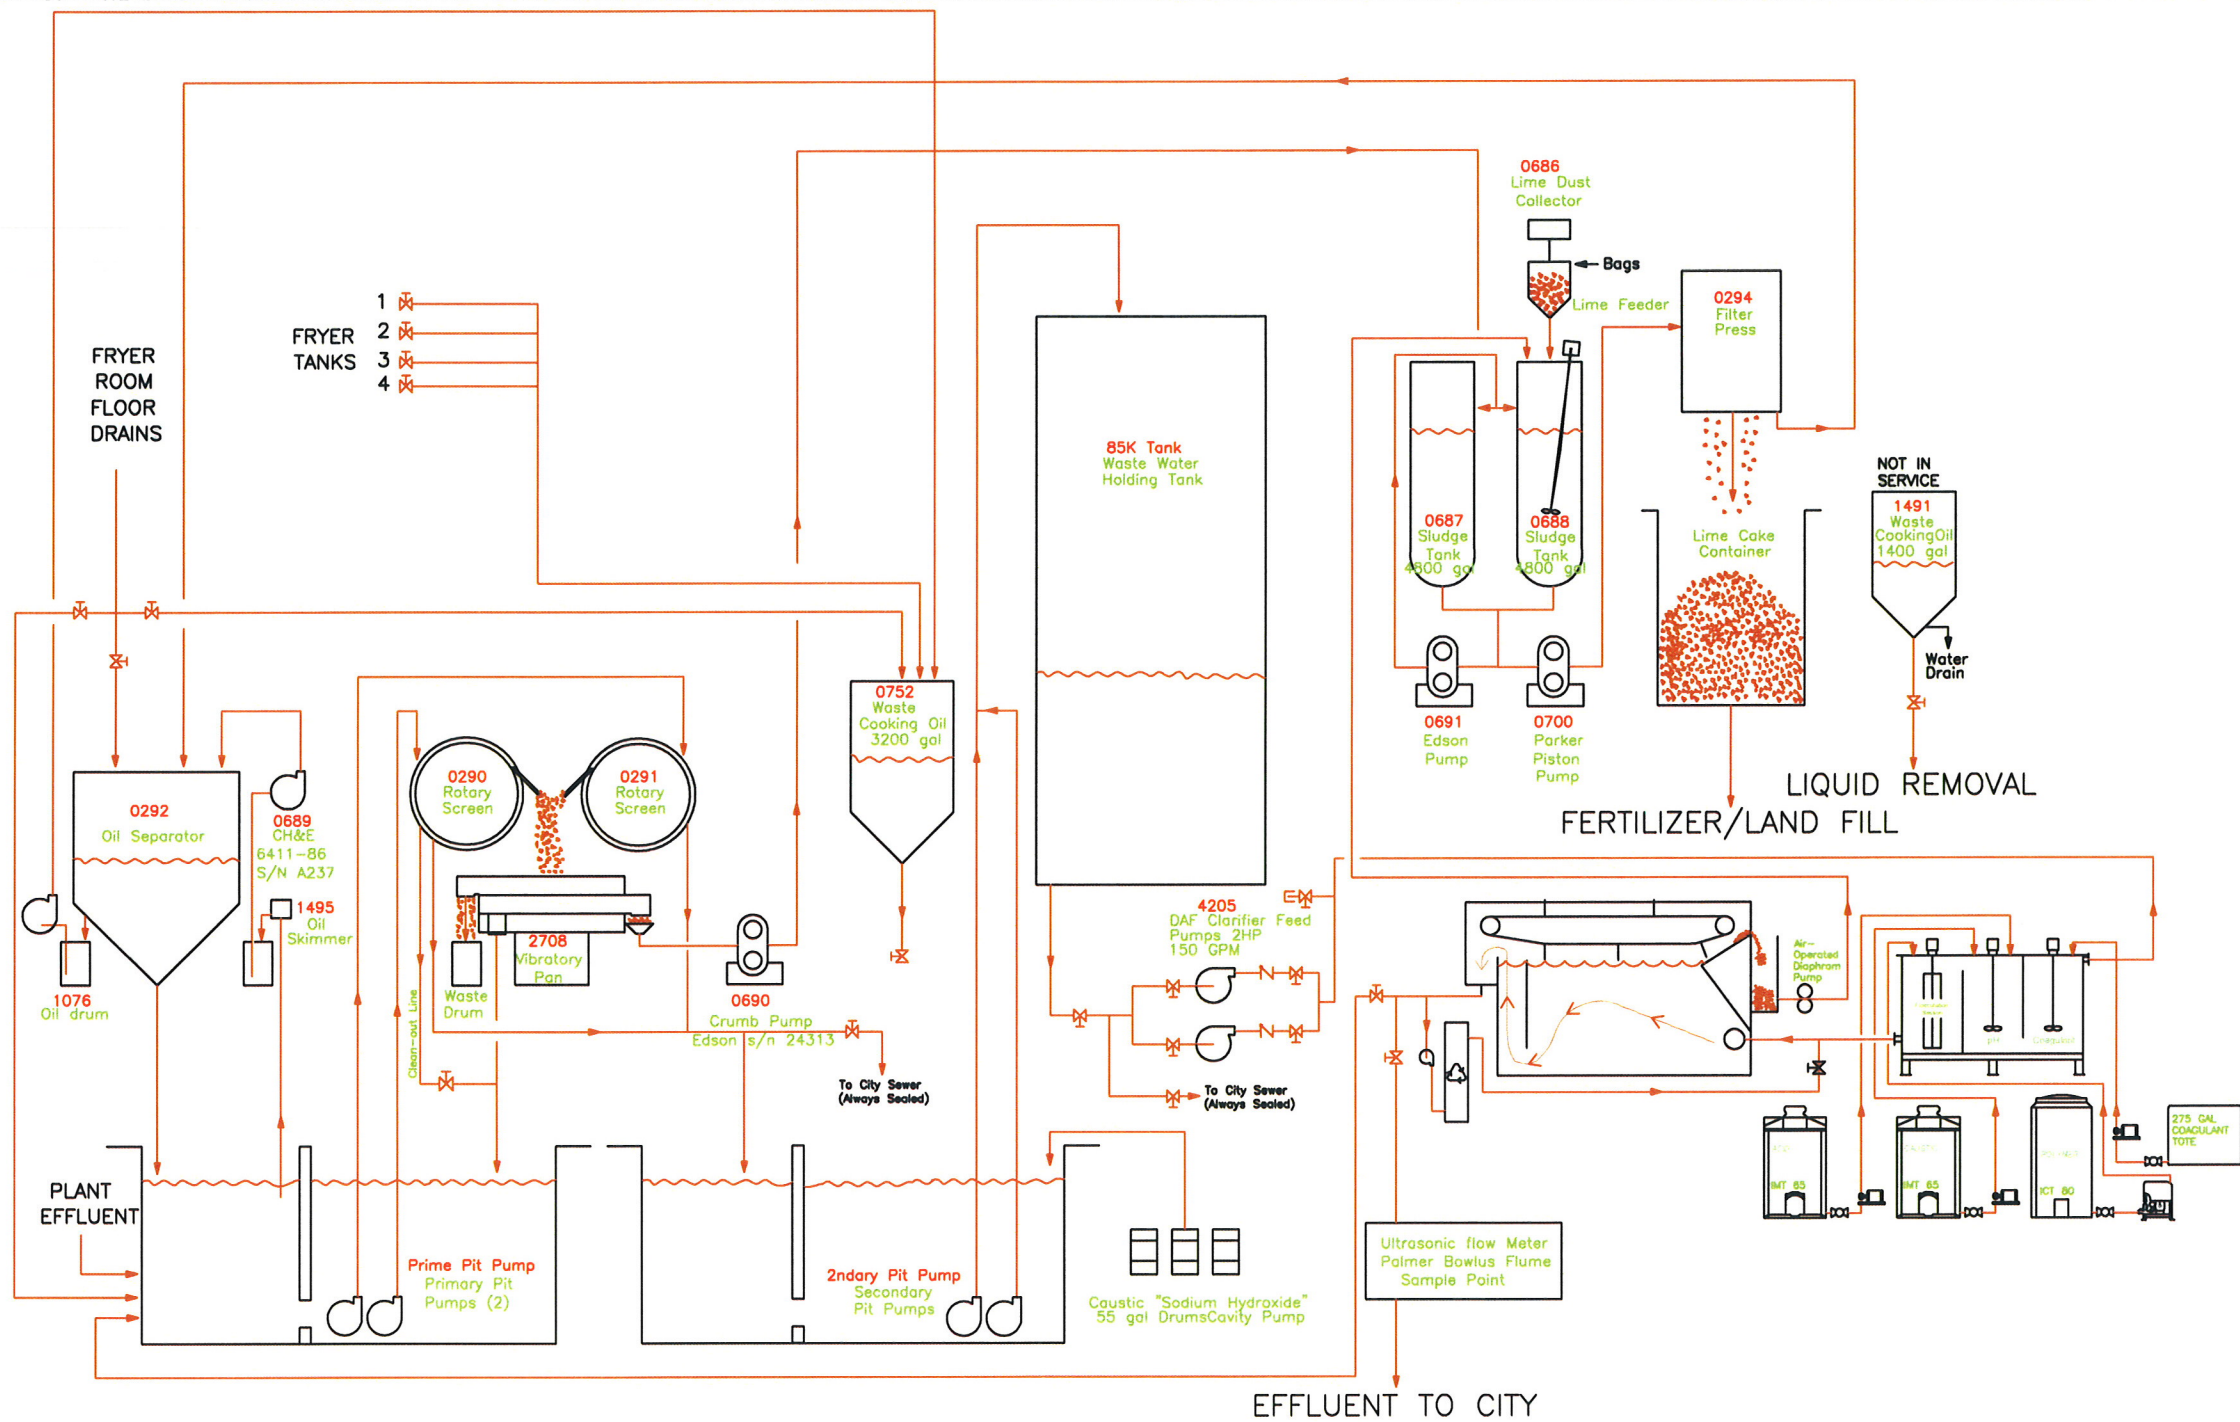 0686
Lime Dust
Collector
Bags
Lime Feeder
0294
Filter
Press
1
2
3
4
FRYER
TANKS
FRYER
ROOM
FLOOR
DRAINS
85K Tank
Waste Water
Holding Tank
0687
Sludge
Tank
4800 gal
0688
Sludge
Tank
4800 gal
Lime Cake
Container
NOT IN
SERVICE
1491
Waste
CookingOil
1400 gal
Water
Drain
0691
Edson
Pump
0700
Parker
Piston
Pump
LIQUID REMOVAL
FERTILIZER/LAND FILL
0752
Waste
Cooking Oil
3200 gal
0290
Rotary
Screen
0291
Rotary
Screen
0292
Oil Separator
0689
CH&E
6411-86
S/N A237
1495
Oil
Skimmer
1076
Oil drum
Clean-out Line
Waste
Drum
2708
Vibratory
Pan
0690
Crumb Pump
Edson s/n 24313
To City Sewer
(Always Sealed)
4205
DAF Clarifier Feed
Pumps 2HP
150 GPM
To City Sewer
(Always Sealed)
Air-
Operated
Diaphram
Pump
pH
275 GAL
COAGULANT
TOTE
IMT 65
IMT 65
ICT 80
PLANT
EFFLUENT
Prime Pit Pump
Primary Pit
Pumps (2)
2ndary Pit Pump
Secondary
Pit Pumps
Caustic "Sodium Hydroxide"
55 gal DrumsCavity Pump
Ultrasonic flow Meter
Palmer Bowlus Flume
Sample Point
EFFLUENT TO CITY